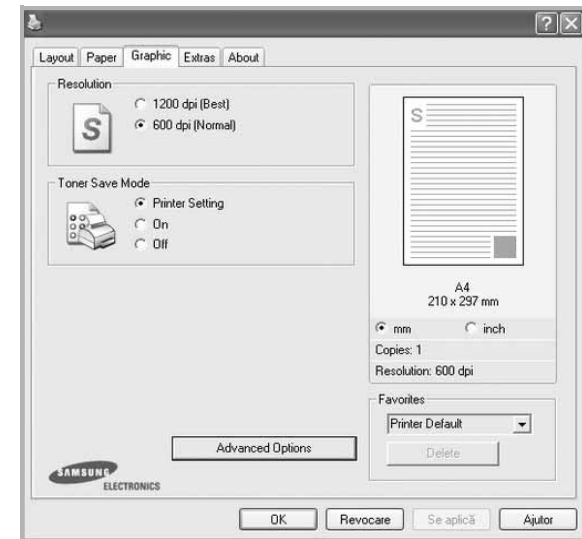 Layout Paper Graphic Extras About
Resolution
1200 dpi (Best)
600 dpi (Normal)
S
Toner Save Mode
Printer Setting
On
Off
S
A4
210 x 297 mm
mm inch
Copies: 1
Resolution: 600 dpi
Favorites
Printer Default
Delete
Advanced Options
SAMSUNG
ELECTRONICS
OK Revocare Se aplică Ajutor